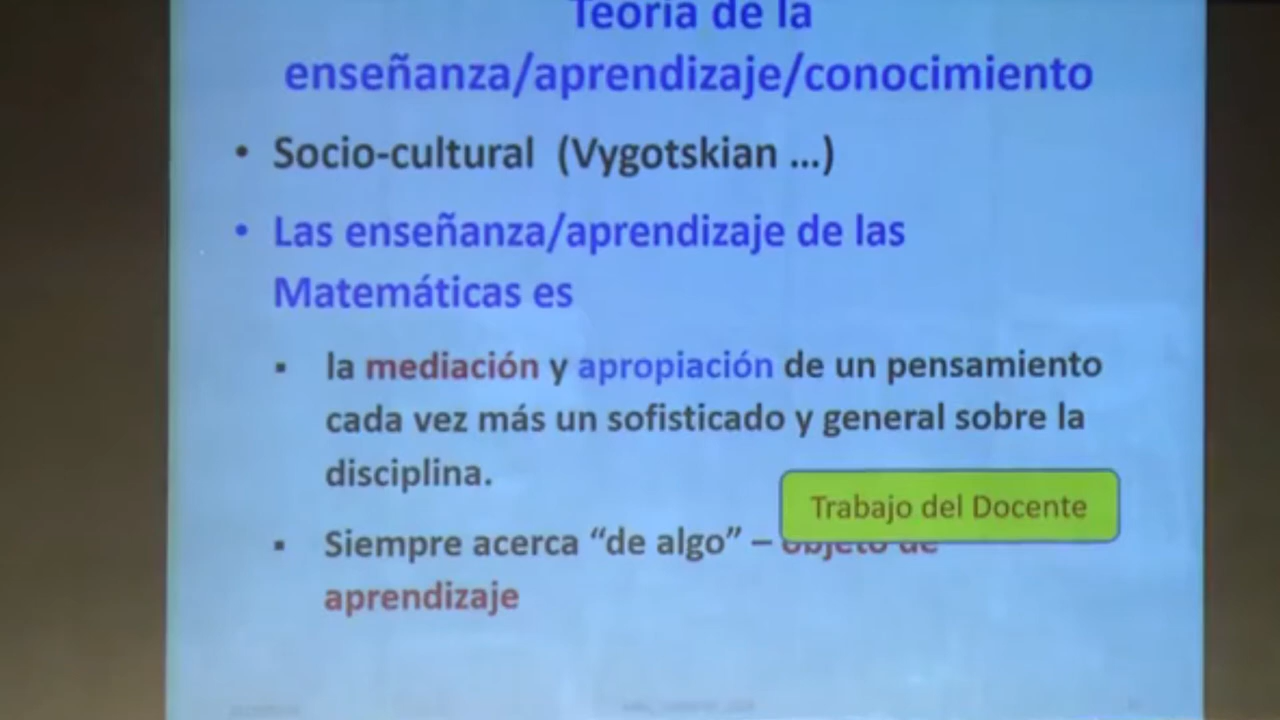 Teoría de la
enseñanza/aprendizaje/conocimiento
• Socio-cultural (Vygotskian ...)
• Las enseñanza/aprendizaje de las
Matemáticas es
▪ la mediación y apropiación de un pensamiento
cada vez más un sofisticado y general sobre la
disciplina.
Trabajo del Docente
▪ Siempre acerca “de algo” – objeto de
aprendizaje